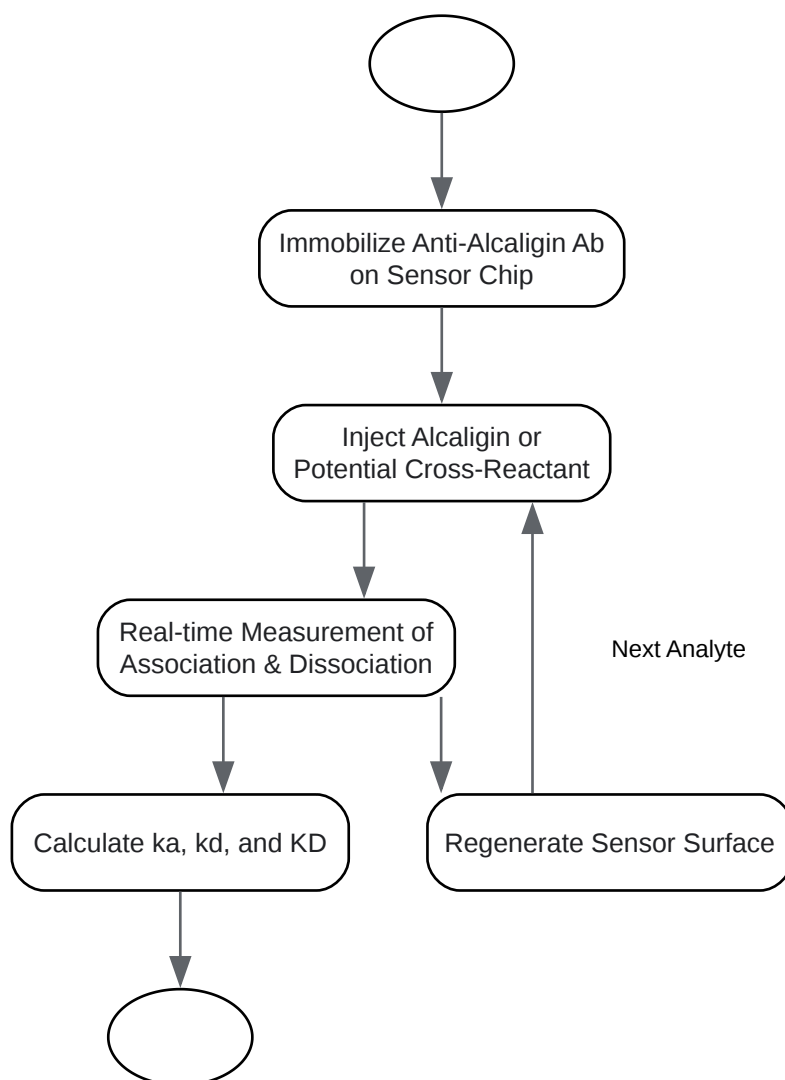 Immobilize Anti-Alcaligin Ab
on Sensor Chip
Inject Alcaligin or
Potential Cross-Reactant
Real-time Measurement of
Association & Dissociation
Next Analyte
Calculate ka, kd, and KD
Regenerate Sensor Surface